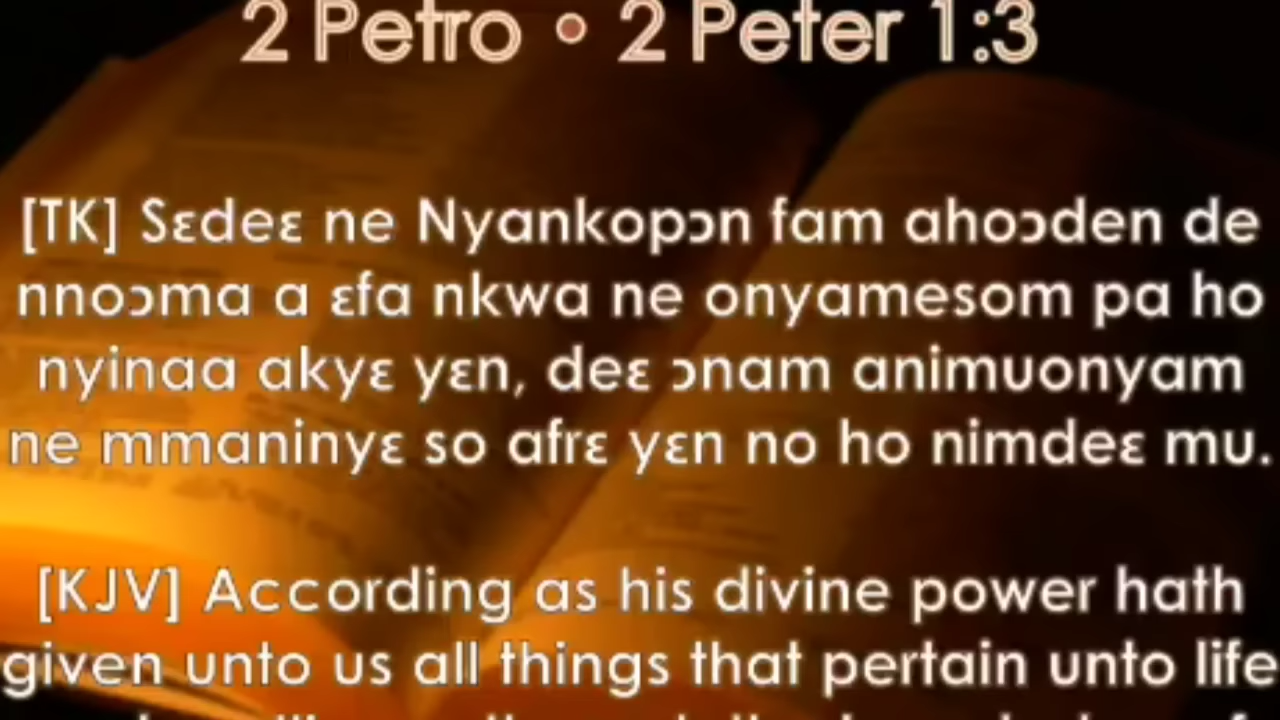 2 Petro • 2 Peter 1:3
[TK] Sɛdeɛ ne Nyankopɔn fam ahoɔden de
nnoɔma a ɛfa nkwa ne onyamesom pa ho
nyinaa akyɛ yɛn, deɛ ɔnam animuonyam
ne mmaninyɛ so afrɛ yɛn no ho nimdeɛ mu.
[KJV] According as his divine power hath
given unto us all things that pertain unto life